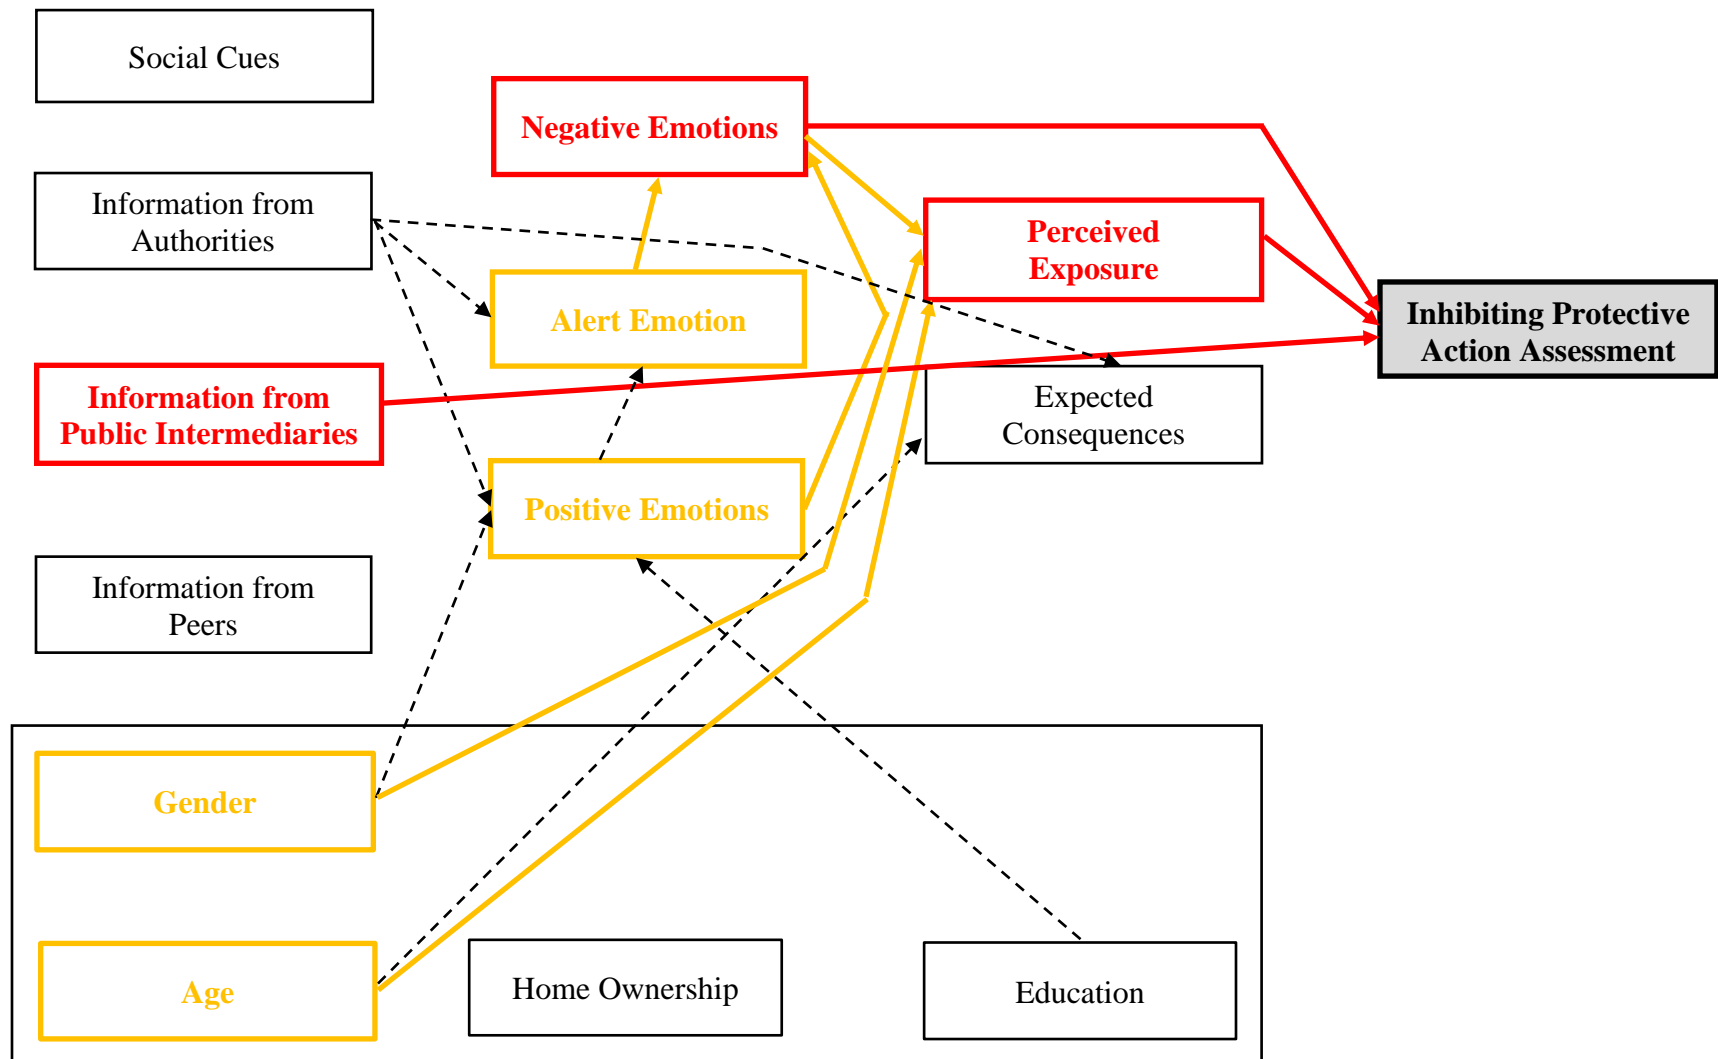 Social Cues
Negative Emotions
Information from
Authorities
Perceived
Exposure
Alert Emotion
Inhibiting Protective
Action Assessment
Information from
Public Intermediaries
Expected
Consequences
Positive Emotions
Information from
Peers
Gender
Age
Home Ownership
Education